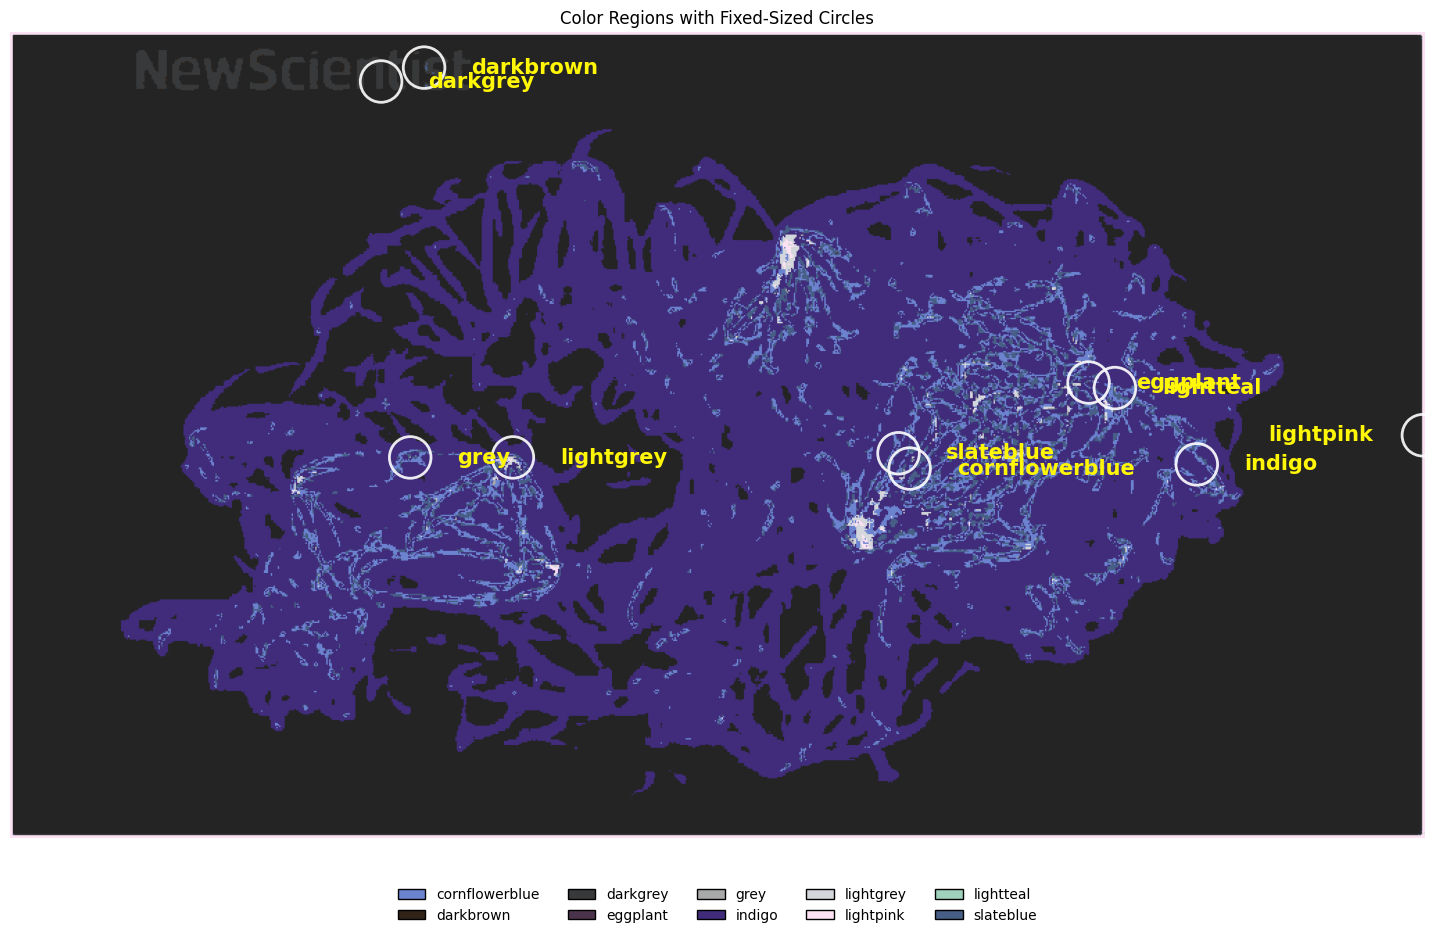 Color Regions with Fixed-Sized Circles
NewScientist
darkbrown
darkgrey
eggplant
lightteal
lightpink
slateblue
grey
lightgrey
indigo
cornflowerblue
cornflowerblue darkgrey grey lightgrey lightteal
darkbrown eggplant indigo lightpink slateblue